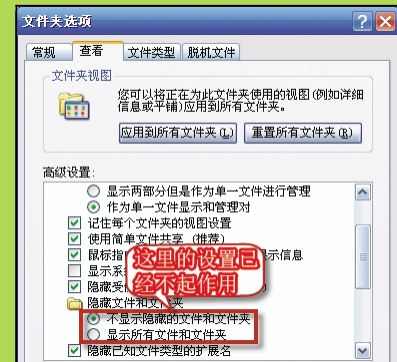 文件夹选项
常规 查看 文件类型 脱机文件
文件夹视图
您可以将正在为此文件夹使用的视图(例如详细
信息或平铺)应用到所有文件夹。
应用到所有文件夹(L) 重置所有文件夹(R)
高级设置:
显示两部分但是作为单一文件进行管理
作为单一文件显示和管理对
记住每个文件夹的视图设置
使用简单文件共享(推荐)
鼠标指
示信息
显示系
隐藏受
这里的设置已
经不起作用
隐藏文件和文件夹
不显示隐藏的文件和文件夹
显示所有文件和文件夹
隐藏已知文件类型的扩展名